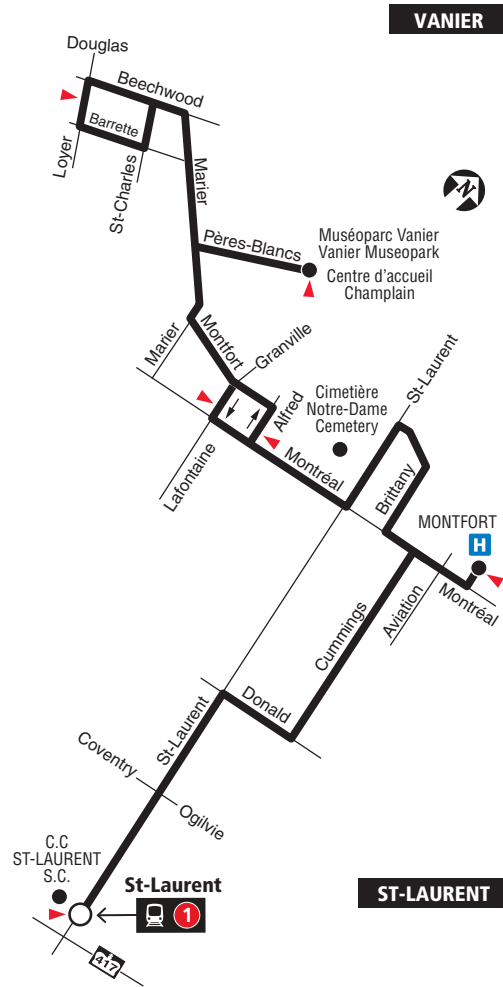 VANIER
Douglas
Beechwood
Barrette
Loyer
St-Charles
Marier
N
Pères-Blancs
Muséoparc Vanier
Vanier Museopark
Centre d'accueil
Champlain
Marier
Montfort
Granville
St-Laurent
Alfred
Cimetière
Notre-Dame
Cemetery
Lafontaine
Montréal
Brittany
MONTFORT
H
Montréal
Aviation
Cummings
Donald
St-Laurent
Coventry
Ogilvie
C.C
ST-LAURENT
S.C.
St-Laurent
1
ST-LAURENT
417